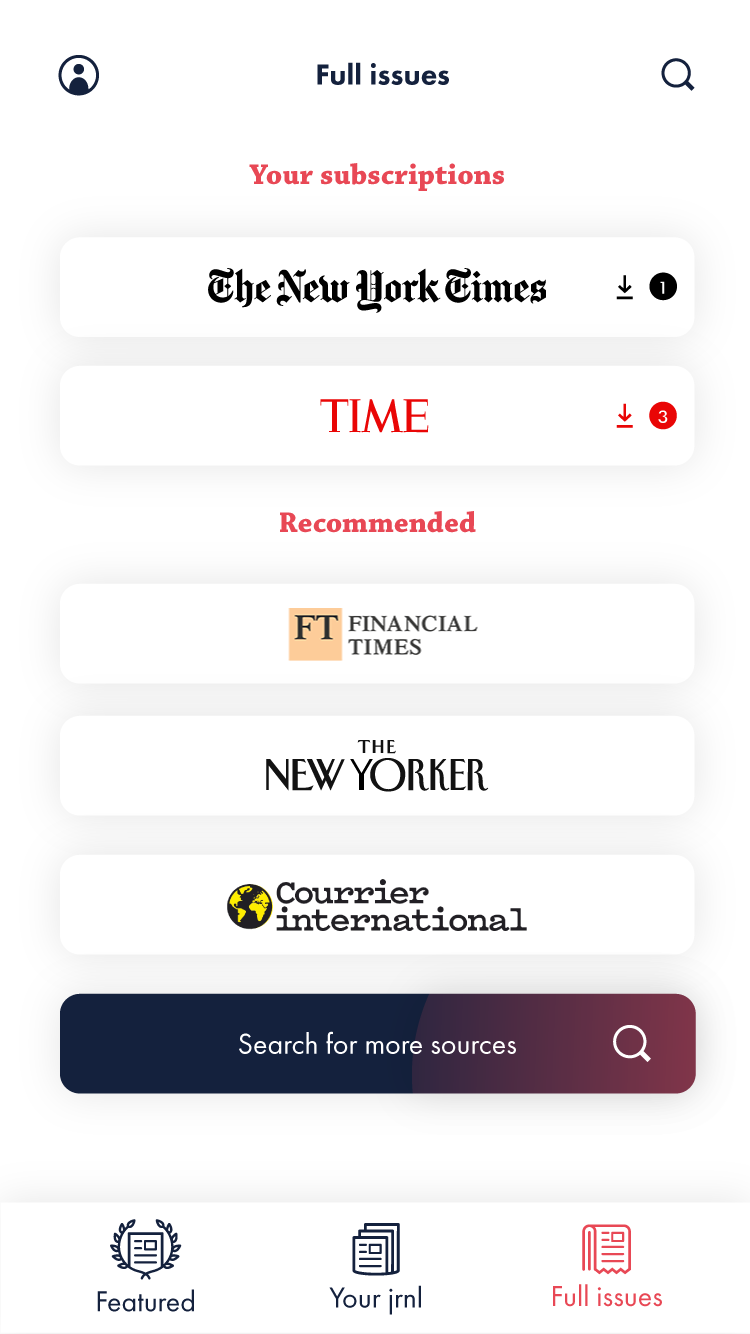 Full issues
Your subscriptions
The New York Times
1
TIME
3
Recommended
FT
FINANCIAL
TIMES
THE
NEW YORKER
Courrier
international
Search for more sources
Featured
Your jrnl
Full issues